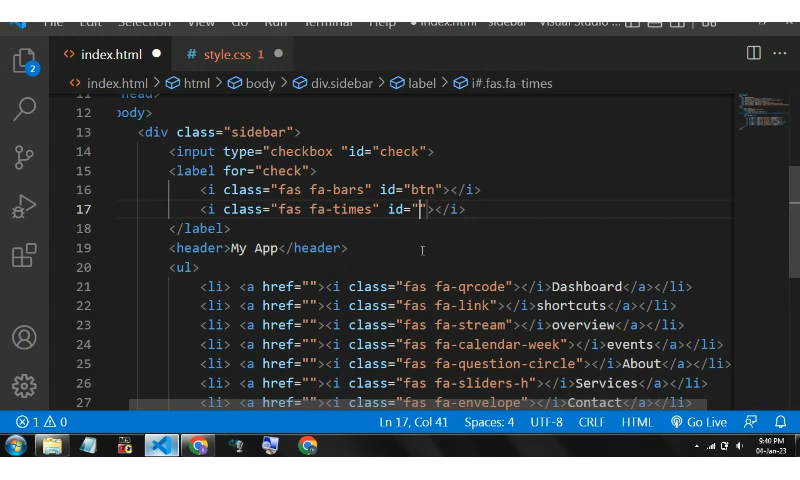 index.html
# style.css 1
<> index.html > html > body > div.sidebar > label > i#.fas.fa-times
12 body>
13 <div class="sidebar">
14 <input type="checkbox "id="check">
15 <label for="check">
16 <i class="fas fa-bars" id="btn"></i>
17 <i class="fas fa-times" id=""></i>
18 </label>
19 <header>My App</header>
20 <ul>
21 <li> <a href=""><i class="fas fa-qrcode"></i>Dashboard</a></li>
22 <li> <a href=""><i class="fas fa-link"></i>shortcuts</a></li>
23 <li> <a href=""><i class="fas fa-stream"></i>overview</a></li>
24 <li> <a href=""><i class="fas fa-calendar-week"></i>events</a></li>
25 <li> <a href=""><i class="fas fa-question-circle"></i>About</a></li>
26 <li> <a href=""><i class="fas fa-sliders-h"></i>Services</a></li>
27 <li> <a href=""><i class="fas fa-envelope"></i>Contact</a></li>
2
1 0 Ln 17, Col 41 Spaces: 4 UTF-8 CRLF HTML Go Live
9:40 PM
04-Jan-23